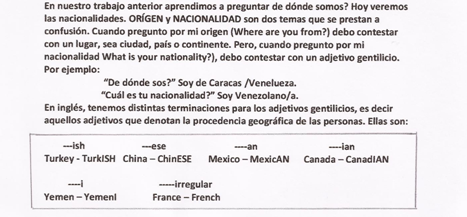 En nuestro trabajo anterior aprendimos a preguntar de dónde somos? Hoy veremos
las nacionalidades. ORÍGEN y NACIONALIDAD son dos temas que se prestan a
confusión. Cuando pregunto por mi origen (Where are you from?) debo contestar
con un lugar, sea ciudad, país o continente. Pero, cuando pregunto por mi
nacionalidad What is your nationality?), debo contestar con un adjetivo gentilicio.
Por ejemplo:
"De dónde sos?" Soy de Caracas /Venelueza.
"Cuál es tu nacionalidad?" Soy Venezolano/a.
En inglés, tenemos distintas terminaciones para los adjetivos gentilicios, es decir
aquellos adjetivos que denotan la procedencia geográfica de las personas. Ellas son:
---ish ---ese ----an ----ian
Turkey - TurkISH China – ChinESE Mexico – MexicAN Canada – CanadIAN
----i -----irregular
Yemen – YemenI France – French